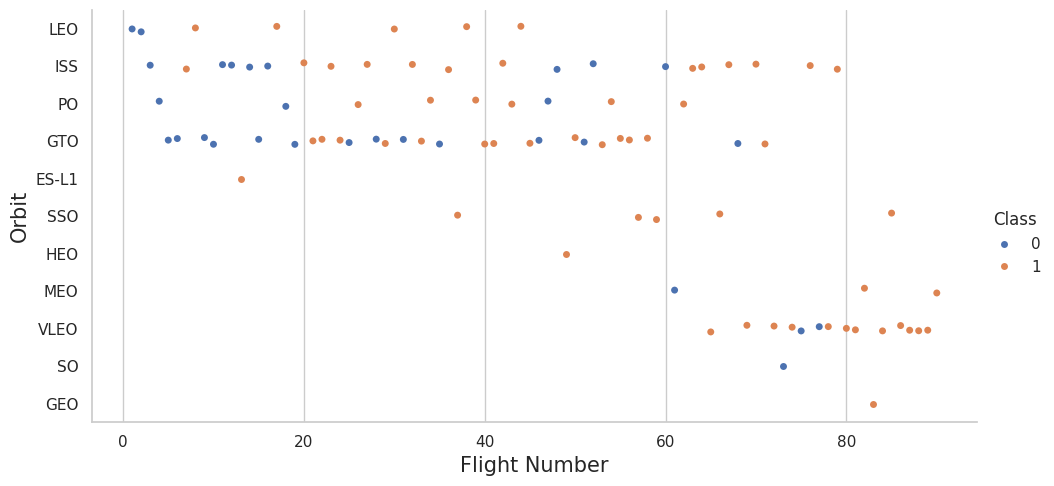 LEO
ISS
PO
GTO
ES-L1
SSO
HEO
MEO
VLEO
SO
GEO
Orbit
0 20 40 60 80
Flight Number
Class
0
1